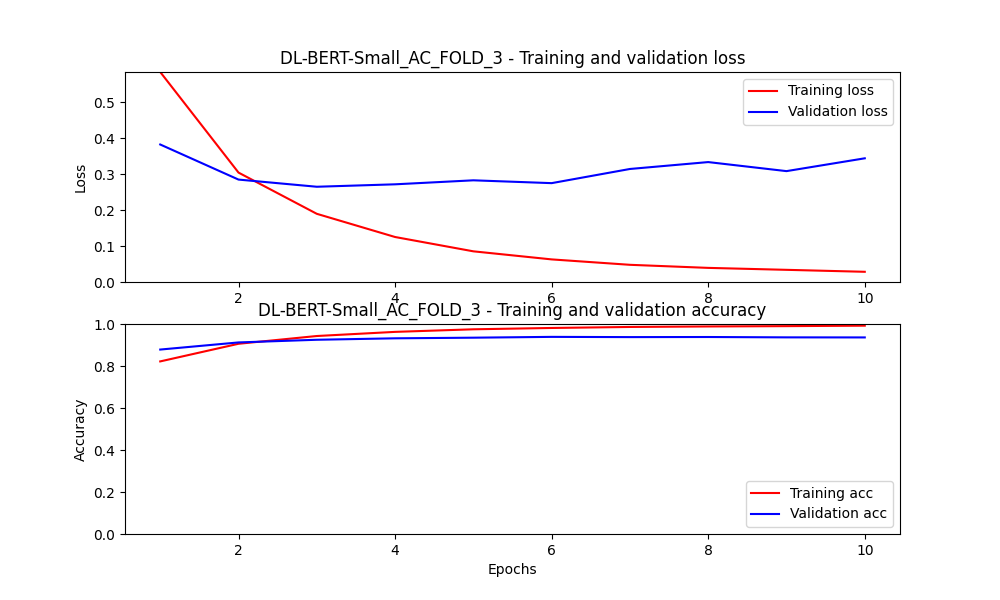 DL-BERT-Small_AC_FOLD_3 - Training and validation loss
Training loss
Validation loss
Loss
0.5
0.4
0.3
0.2
0.1
0.0
2 4 6 8 10
DL-BERT-Small_AC_FOLD_3 - Training and validation accuracy
1.0
0.8
0.6
0.4
0.2
0.0
Accuracy
Training acc
Validation acc
2 4 6 8 10
Epochs